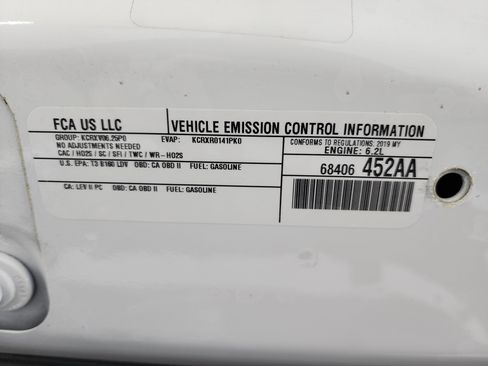 FCA US LLC
VEHICLE EMISSION CONTROL INFORMATION
GROUP: KCRXV06.25P0 EVAP: KCRXR0141PK0
CONFORMS TO REGULATIONS: 2019 MY
NO ADJUSTMENTS NEEDED
ENGINE: 6.2L
CAC / HO2S / SC / SFI / TWC / WR-HO2S
68406 452AA
U.S. EPA: T3 B160 LDV OBD: CA OBD II FUEL: GASOLINE
CA: LEV II PC OBD: CA OBD II FUEL: GASOLINE